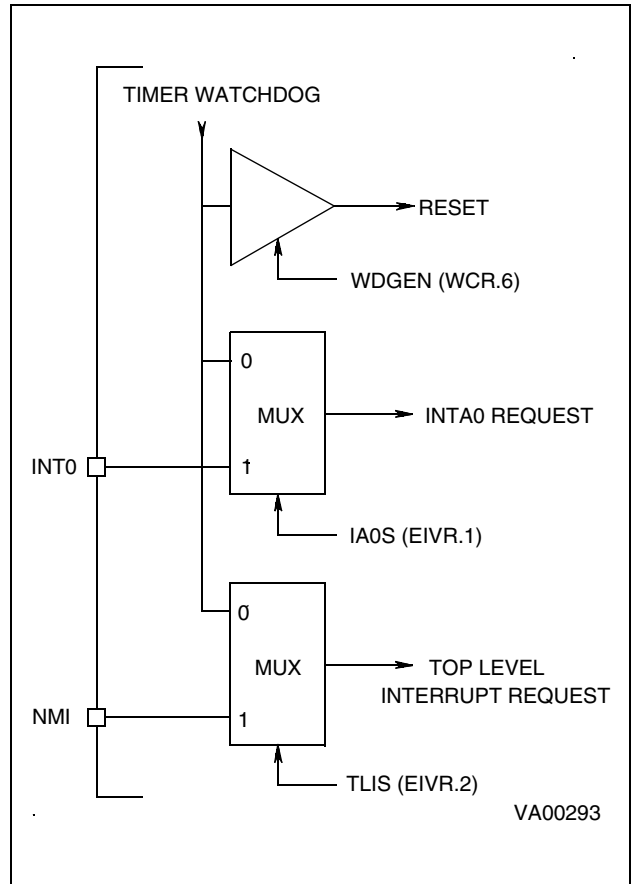 TIMER WATCHDOG
RESET
WDGEN (WCR.6)
0
MUX
INTA0 REQUEST
INT0
1
IA0S (EIVR.1)
0
MUX
TOP LEVEL
INTERRUPT REQUEST
NMI
1
TLIS (EIVR.2)
VA00293